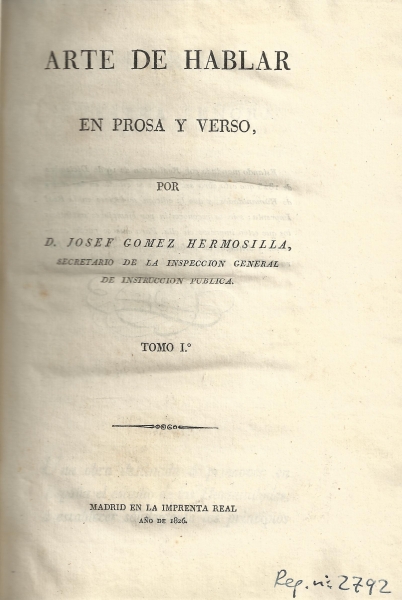 ARTE DE HABLAR
EN PROSA Y VERSO,
POR
D. JOSEF GOMEZ HERMOSILLA,
SECRETARIO DE LA INSPECCION GENERAL
DE INSTRUCCION PUBLICA.
TOMO I.º
MADRID EN LA IMPRENTA REAL
AÑO DE 1826.
Reg. nº 2792